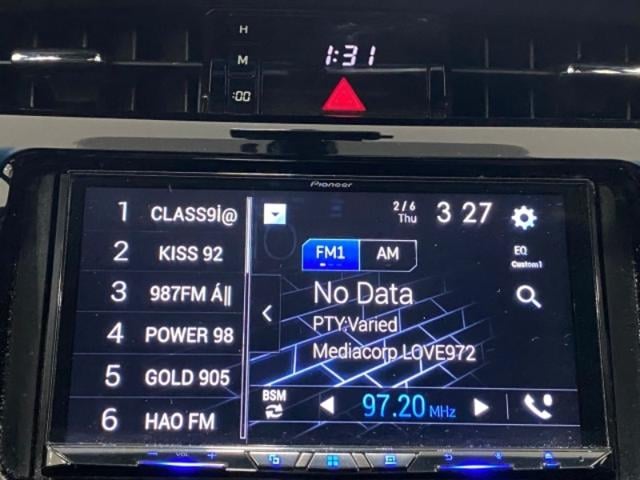 H
M
:00
1:31
Pioneer
1 CLASS9İ@
2 KISS 92
3 987FM Á||
4 POWER 98
5 GOLD 905
6 HAO FM
2/6
Thu
3 27
FM1
AM
EQ
Custom1
No Data
PTY:Varied
Mediacorp LOVE972
BSM
97.20 MHz